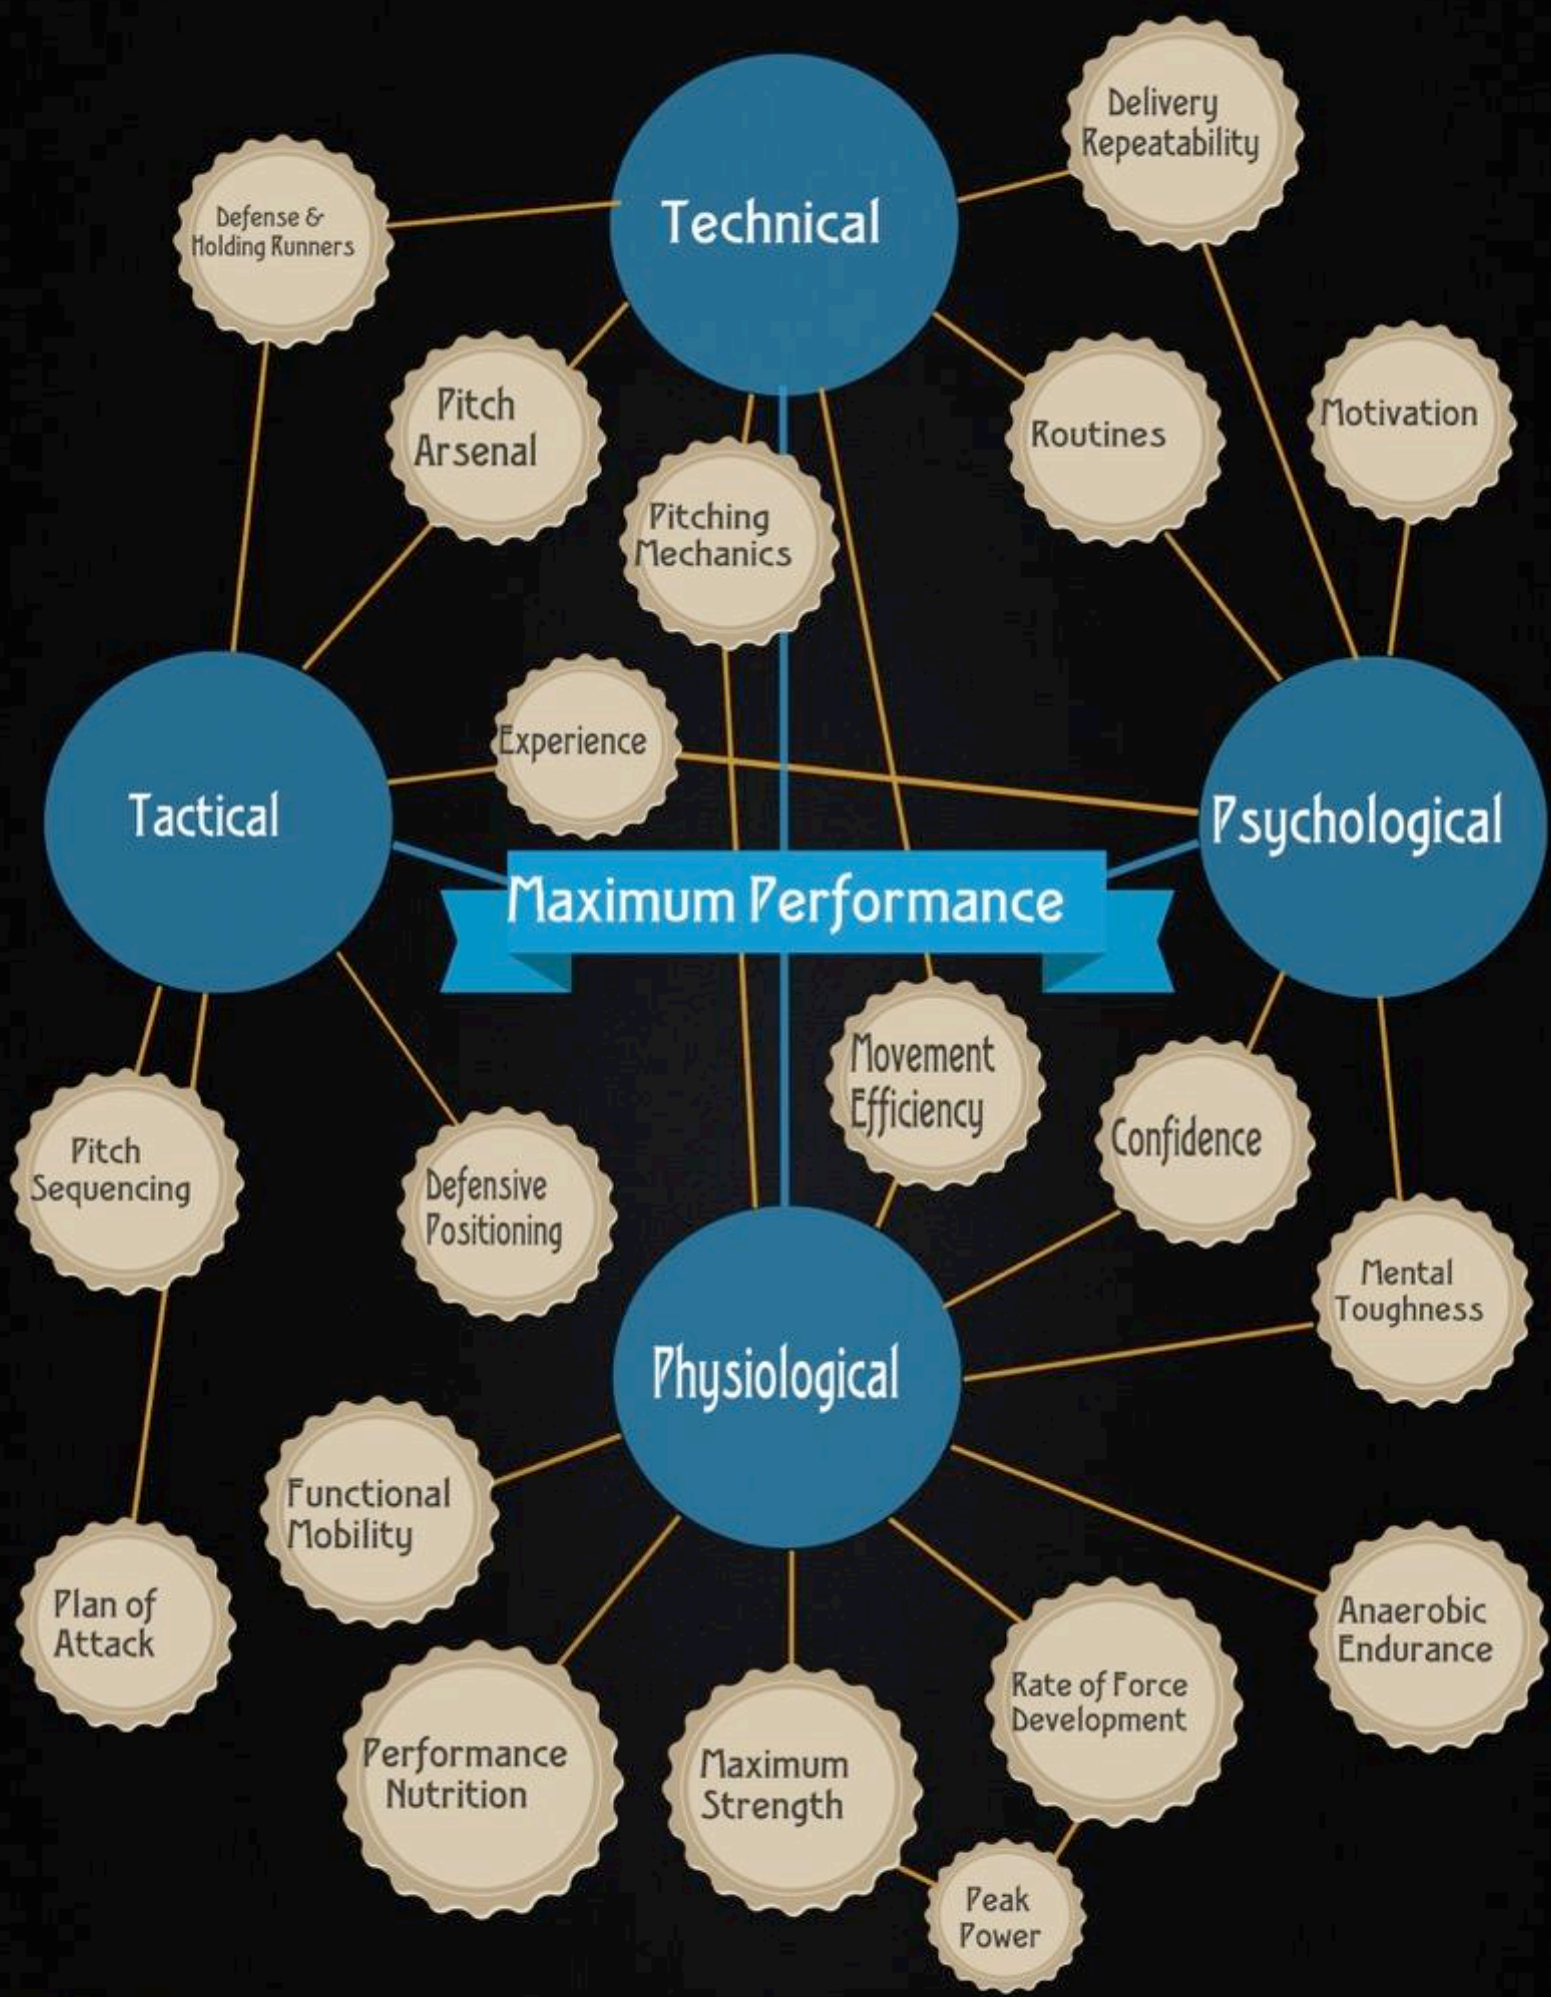 Delivery
Repeatability
Technical
Defense &
Holding Runners
Pitch
Arsenal
Routines
Motivation
Pitching
Mechanics
Experience
Tactical
Psychological
Maximum Performance
Movement
Efficiency
Confidence
Pitch
Sequencing
Defensive
Positioning
Mental
Toughness
Physiological
Functional
Mobility
Plan of
Attack
Anaerobic
Endurance
Rate of Force
Development
Performance
Nutrition
Maximum
Strength
Peak
Power